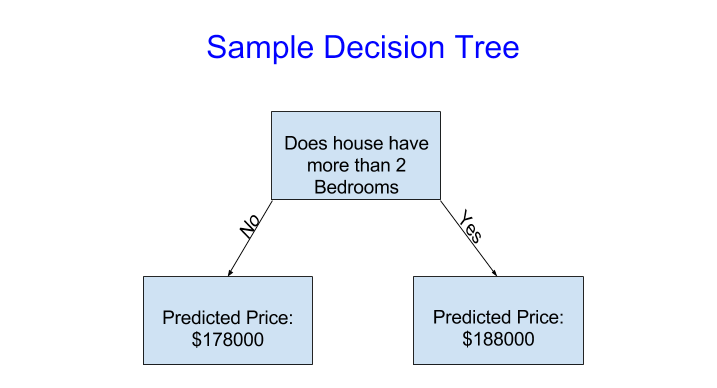 Sample Decision Tree
Does house have
more than 2
Bedrooms
No
Yes
Predicted Price:
$178000
Predicted Price:
$188000